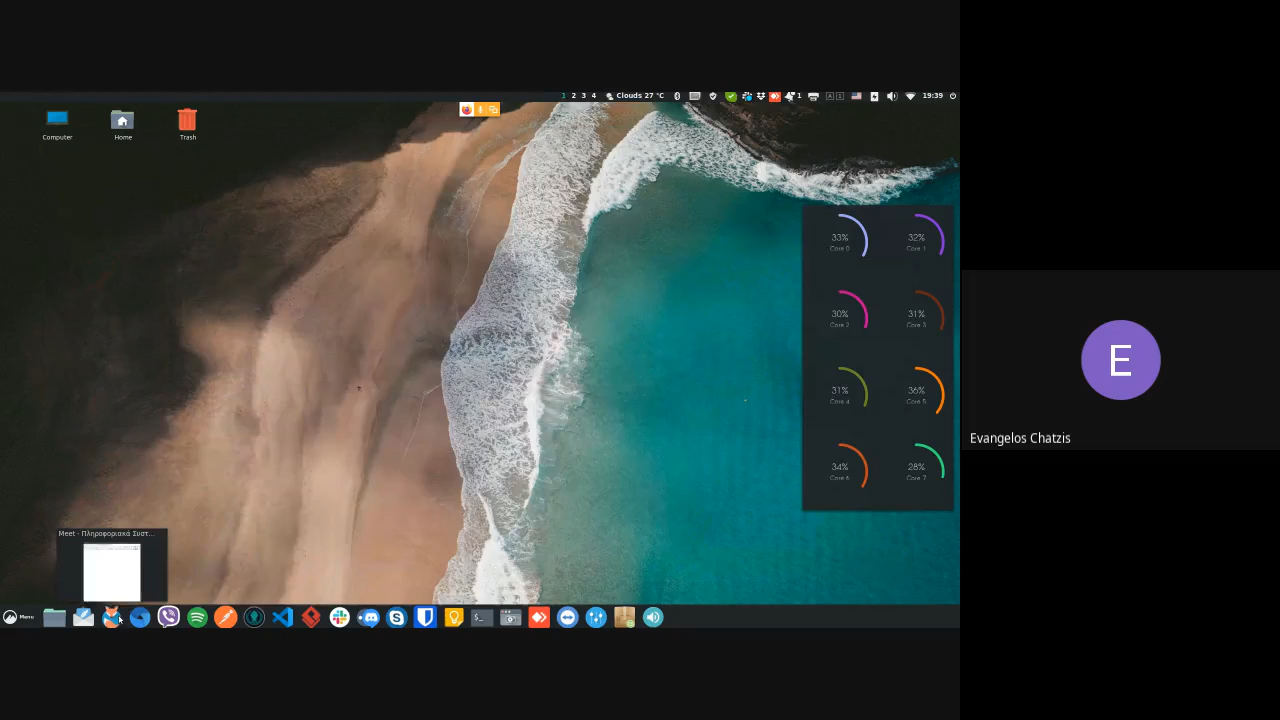 1 2 3 4 Clouds 27 °C 1 19:39
Computer Home Trash
33% 32%
Core 0 Core 1
30% 31%
Core 2 Core 3
31% 36%
Core 4 Core 5
34% 28%
Core 6 Core 7
E
Evangelos Chatzis
Meet - Πληροφοριακά Συστ...
Menu